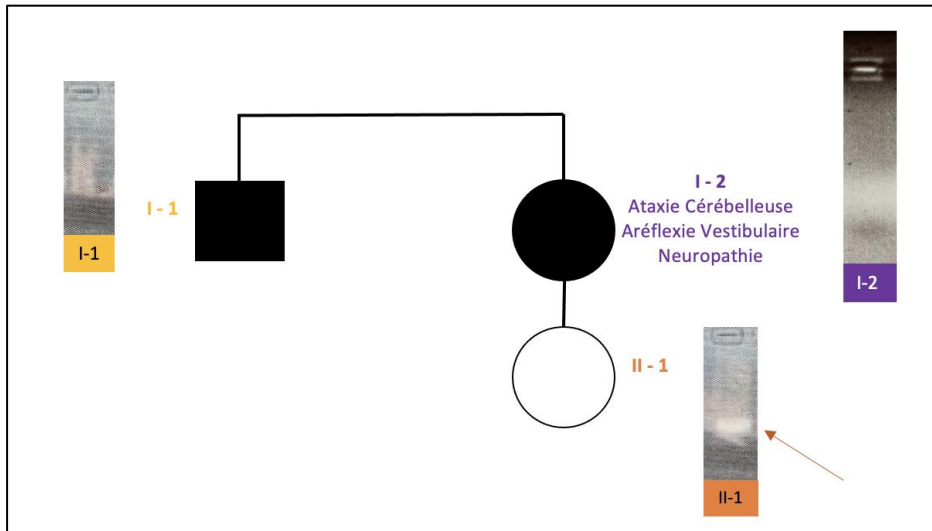 I-1
I - 1
I - 2
Ataxie Cérébelleuse
Aréflexie Vestibulaire
Neuropathie
I-2
II - 1
II-1